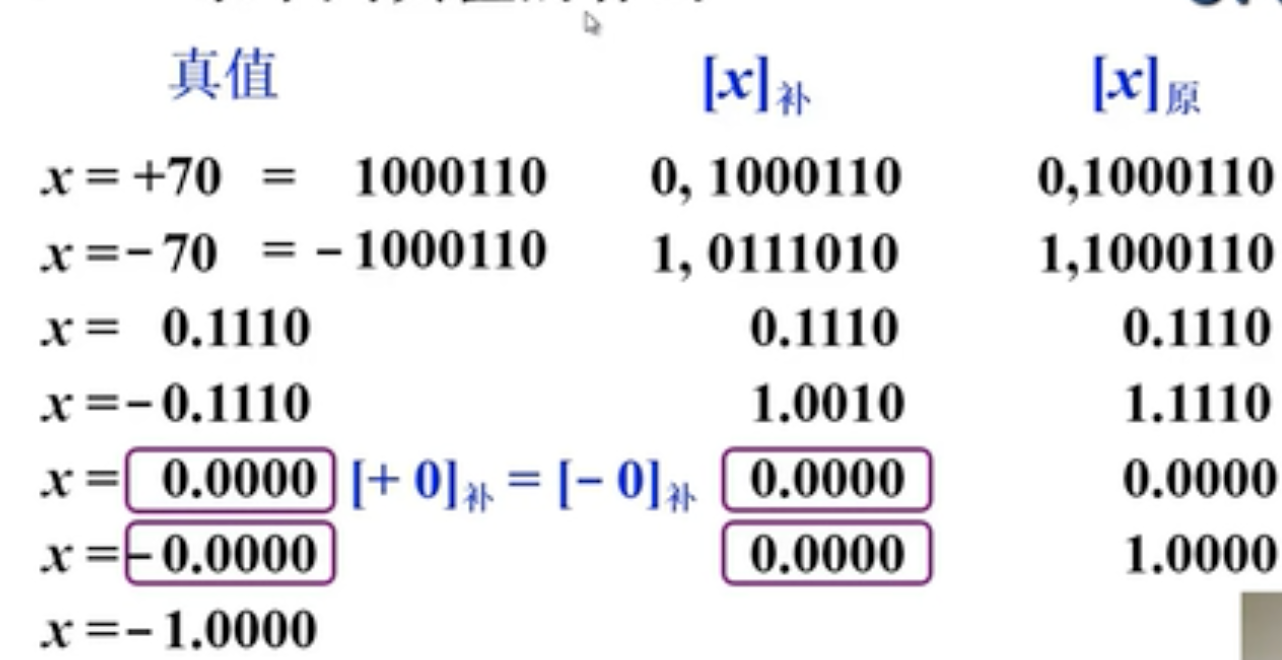 真值 [x]补 [x]原
x = +70 = 1000110 0, 1000110 0,1000110
x =− 70 = − 1000110 1, 0111010 1,1000110
x = 0.1110 0.1110 0.1110
x =− 0.1110 1.0010 1.1110
x = 0.0000 [+ 0]补 = [− 0]补 0.0000 0.0000
x =− 0.0000 0.0000 1.0000
x =− 1.0000